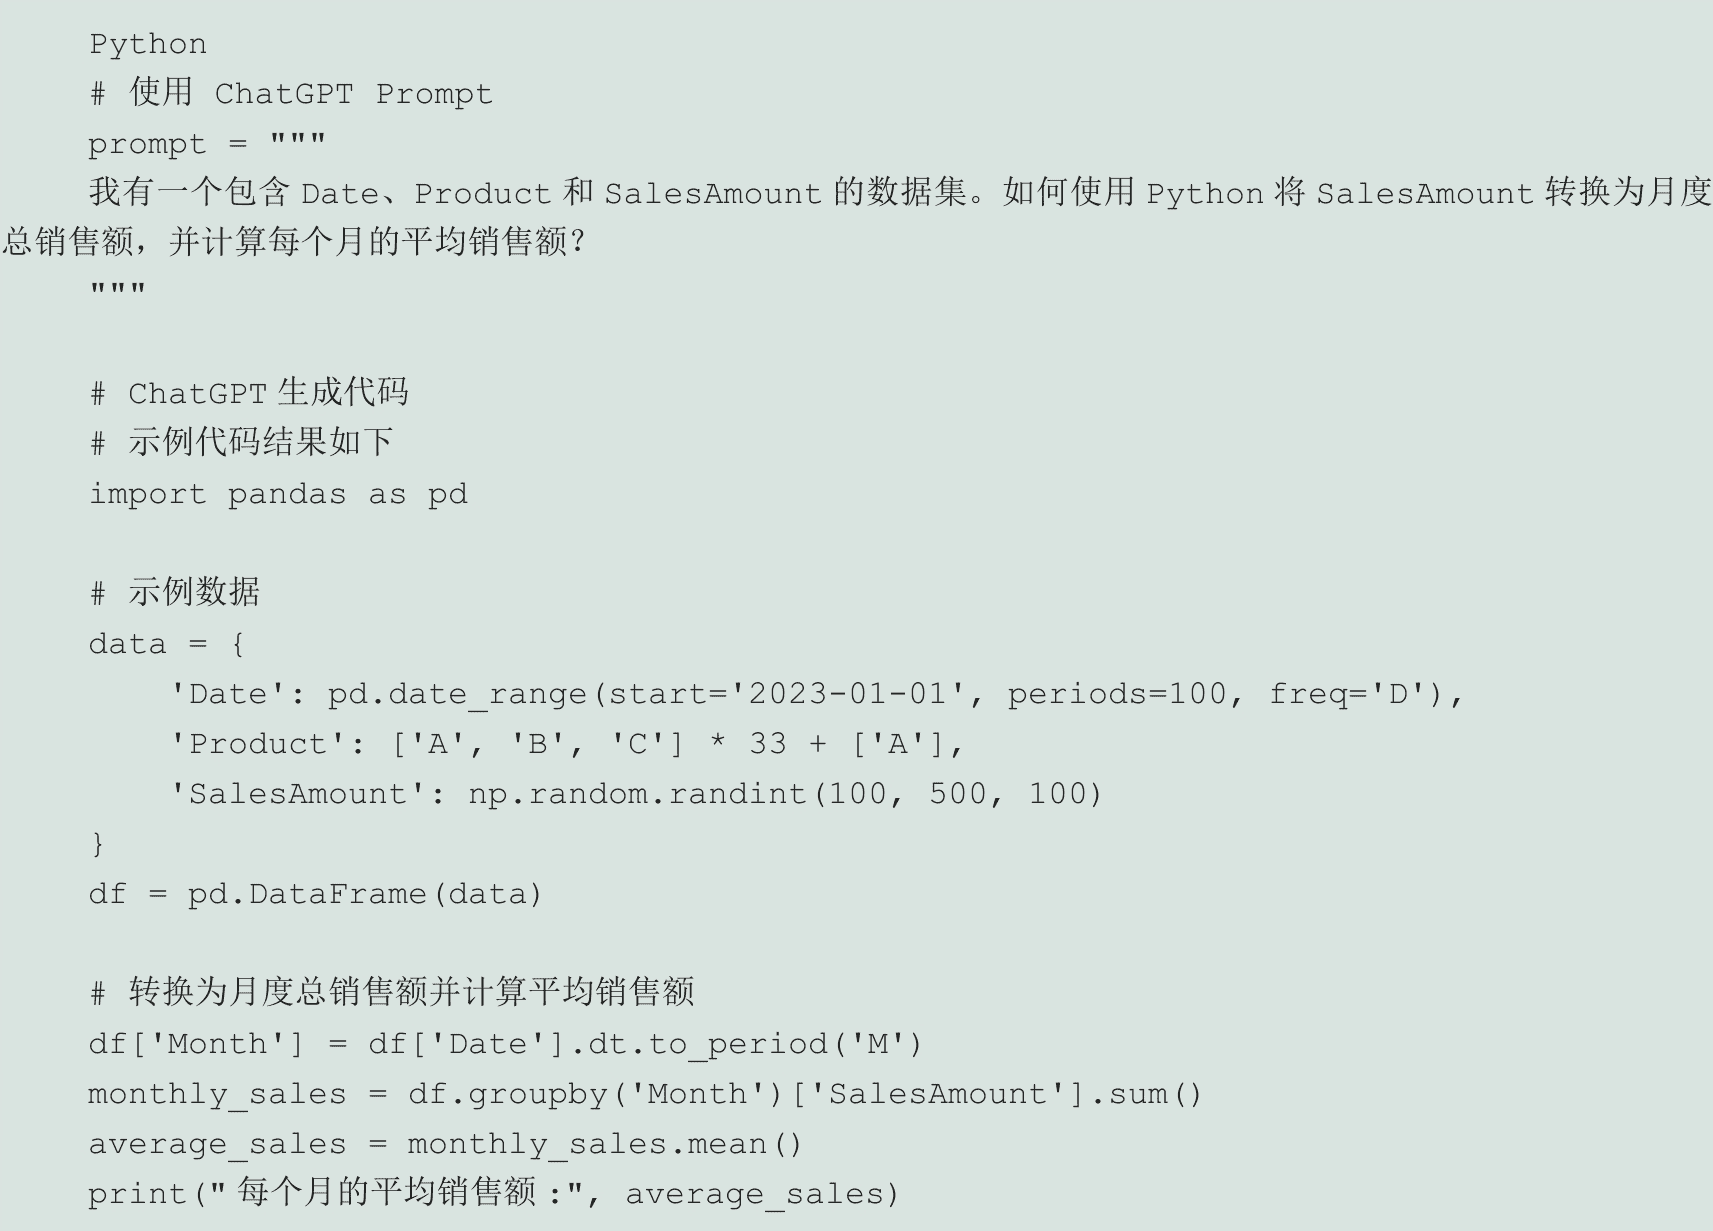 Python
# 使用 ChatGPT Prompt
prompt = """
我有一个包含 Date、Product 和 SalesAmount 的数据集。如何使用 Python 将 SalesAmount 转换为月度
总销售额，并计算每个月的平均销售额？
"""
# ChatGPT 生成代码
# 示例代码结果如下
import pandas as pd
# 示例数据
data = {
    'Date': pd.date_range(start='2023-01-01', periods=100, freq='D'),
    'Product': ['A', 'B', 'C'] * 33 + ['A'],
    'SalesAmount': np.random.randint(100, 500, 100)
}
df = pd.DataFrame(data)
# 转换为月度总销售额并计算平均销售额
df['Month'] = df['Date'].dt.to_period('M')
monthly_sales = df.groupby('Month')['SalesAmount'].sum()
average_sales = monthly_sales.mean()
print("每个月的平均销售额:", average_sales)